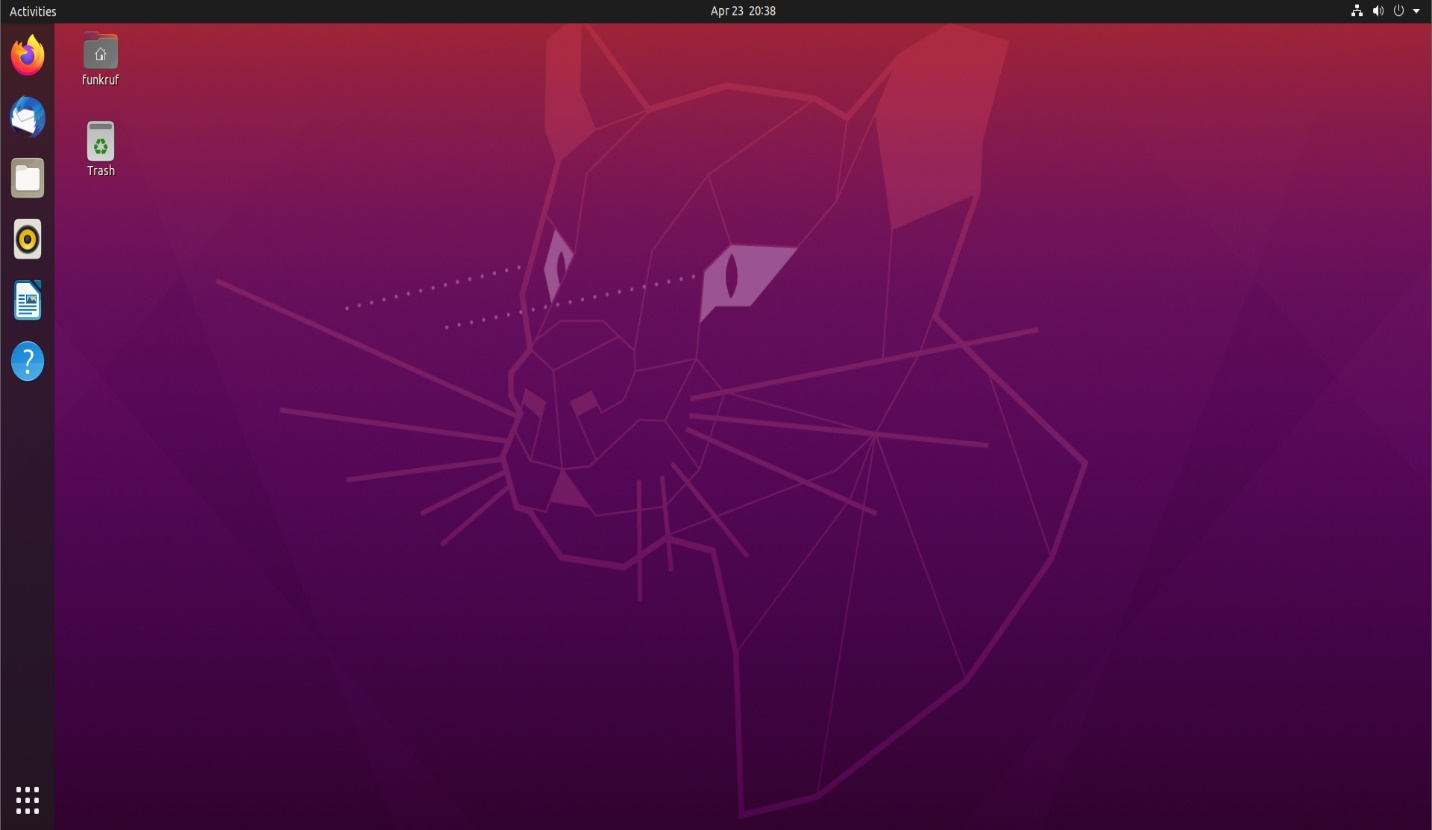 Activities
Apr 23 20:38
funkruf
Trash
?